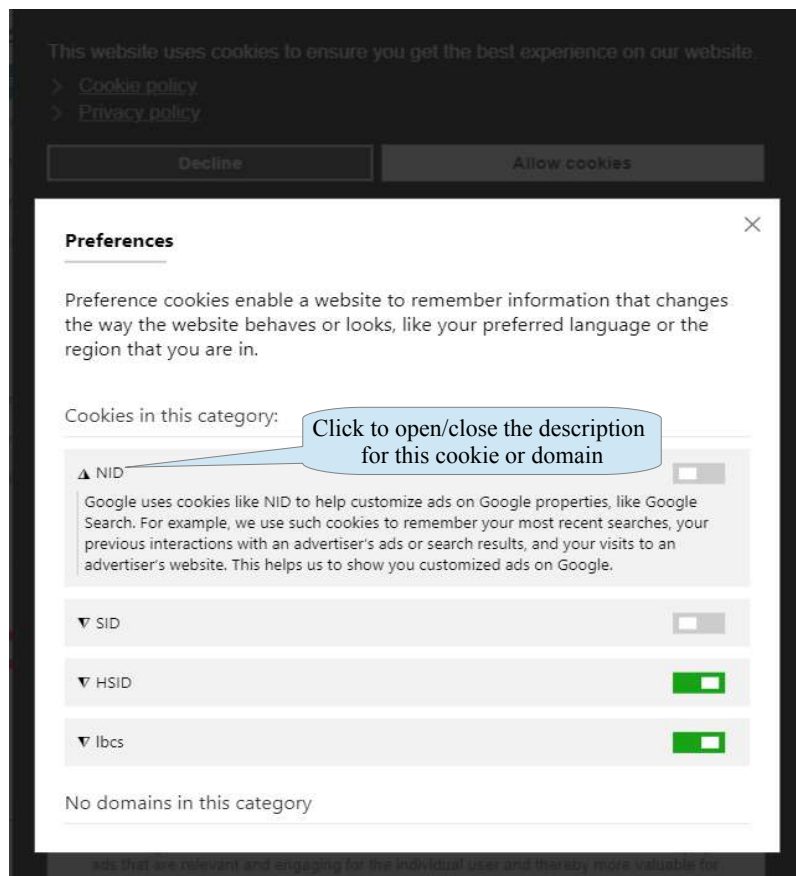 This website uses cookies to ensure you get the best experience on our website.
Cookie policy
Privacy policy
Decline
Allow cookies
Preferences
Preference cookies enable a website to remember information that changes
the way the website behaves or looks, like your preferred language or the
region that you are in.
Cookies in this category:
Click to open/close the description
for this cookie or domain
NID
Google uses cookies like NID to help customize ads on Google properties, like Google
Search. For example, we use such cookies to remember your most recent searches, your
previous interactions with an advertiser's ads or search results, and your visits to an
advertiser's website. This helps us to show you customized ads on Google.
SID
HSID
lbcs
No domains in this category
ads that are relevant and engaging for the individual user and thereby more valuable for